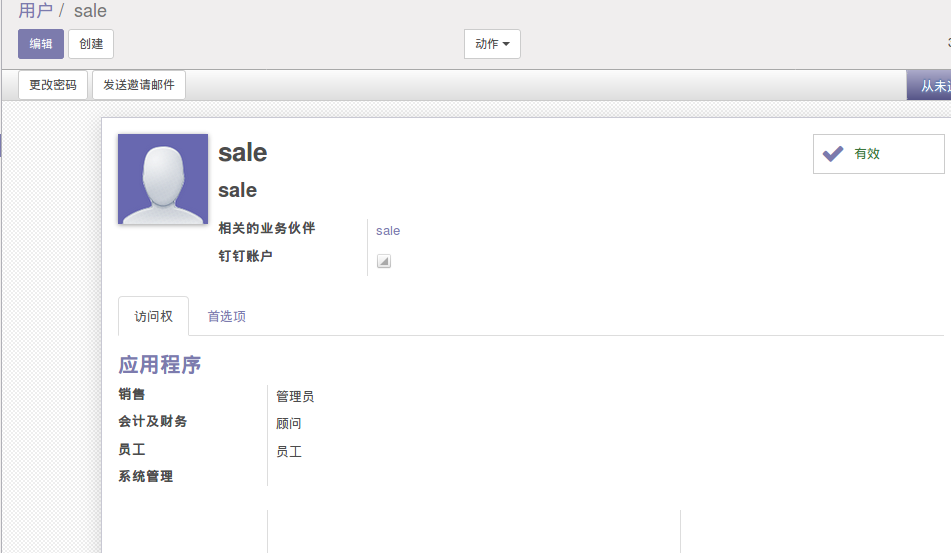 用户 / sale
编辑 创建 动作
更改密码 发送邀请邮件 从未
sale 有效
sale
相关的业务伙伴 sale
钉钉账户
访问权 首选项
应用程序
销售 管理员
会计及财务 顾问
员工 员工
系统管理